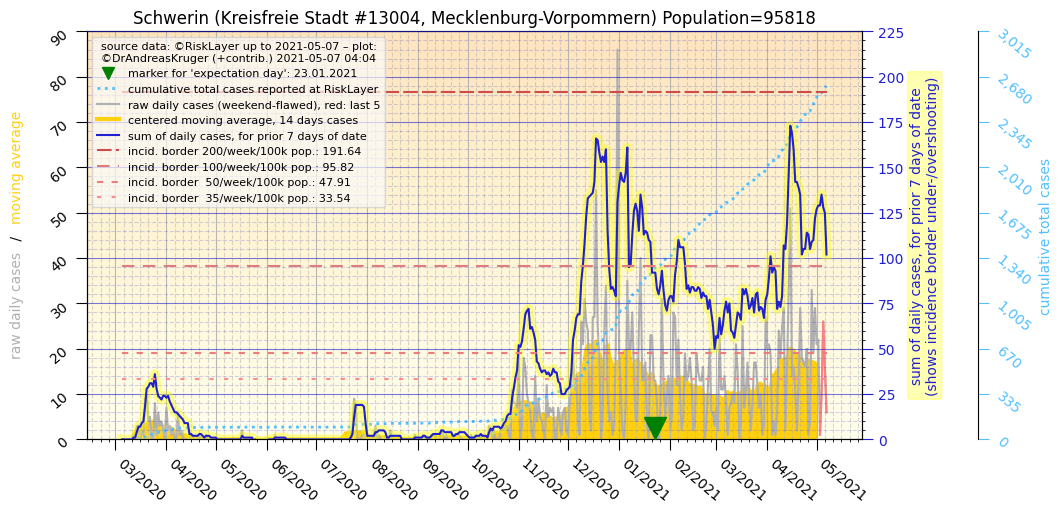 Schwerin (Kreisfreie Stadt #13004, Mecklenburg-Vorpommern) Population=95818
source data: ©RiskLayer up to 2021-05-07 – plot:
©DrAndreasKruger (+contrib.) 2021-05-07 04:04
marker for 'expectation day': 23.01.2021
cumulative total cases reported at RiskLayer
raw daily cases (weekend-flawed), red: last 5
centered moving average, 14 days cases
sum of daily cases, for prior 7 days of date
incid. border 200/week/100k pop.: 191.64
incid. border 100/week/100k pop.: 95.82
incid. border  50/week/100k pop.: 47.91
incid. border  35/week/100k pop.: 33.54
raw daily cases  /  moving average
90
80
70
60
50
40
30
20
10
0
225
200
175
150
125
100
75
50
25
0
sum of daily cases, for prior 7 days of date
(shows incidence border under-/overshooting)
3,015
2,680
2,345
2,010
1,675
1,340
1,005
670
335
0
cumulative total cases
03/2020
04/2020
05/2020
06/2020
07/2020
08/2020
09/2020
10/2020
11/2020
12/2020
01/2021
02/2021
03/2021
04/2021
05/2021